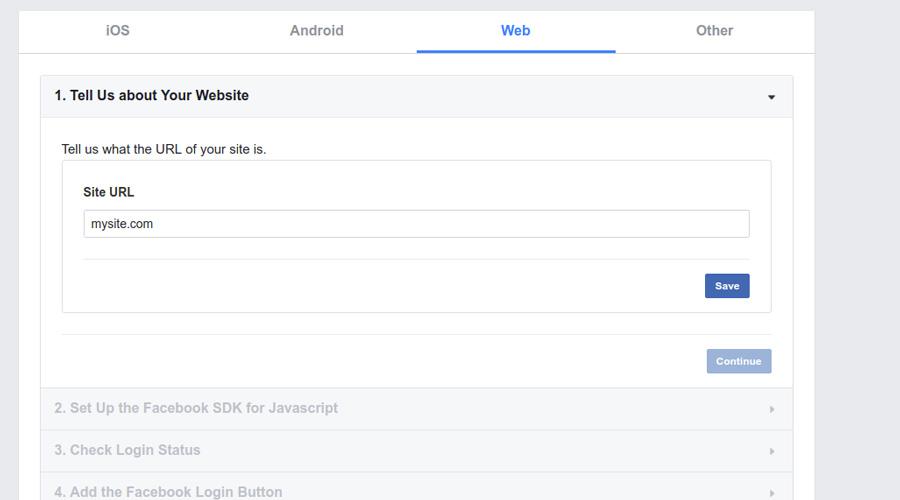 iOS Android Web Other
1. Tell Us about Your Website
Tell us what the URL of your site is.
Site URL
mysite.com
Save
Continue
2. Set Up the Facebook SDK for Javascript
3. Check Login Status
4. Add the Facebook Login Button